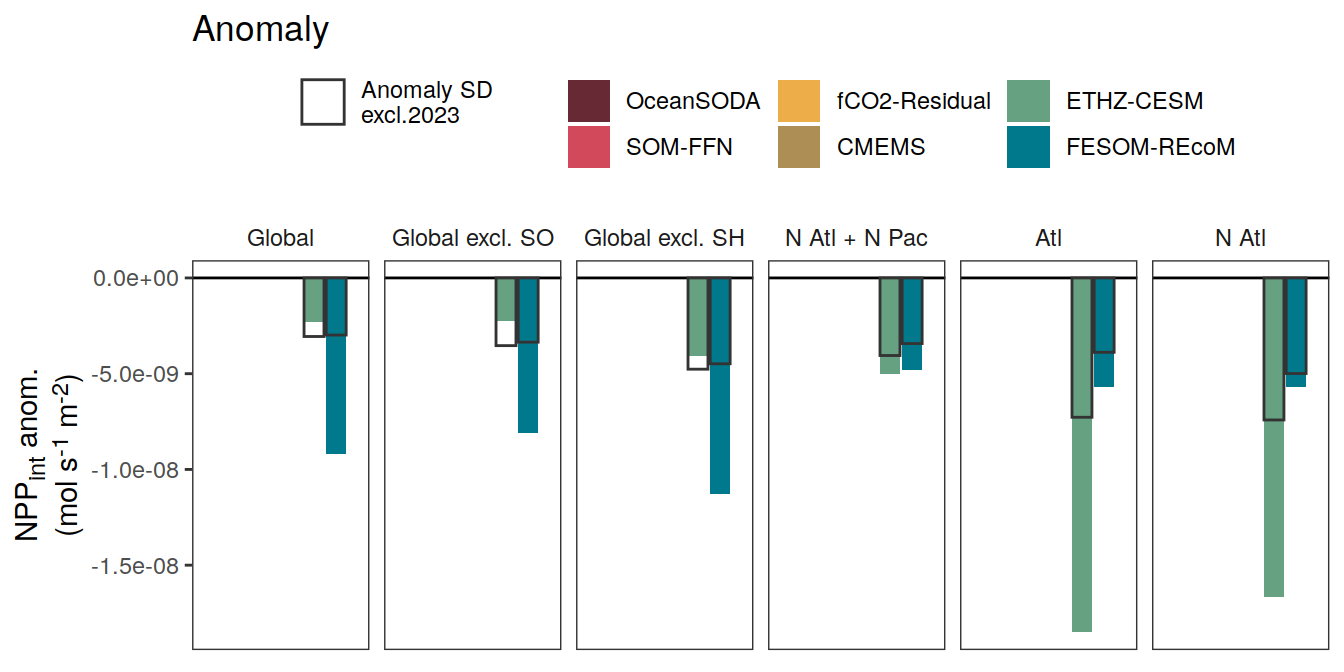 Anomaly
Anomaly SD
excl.2023
OceanSODA
SOM-FFN
fCO2-Residual
CMEMS
ETHZ-CESM
FESOM-REcoM
Global
Global excl. SO
Global excl. SH
N Atl + N Pac
Atl
N Atl
NPPint anom.
(mol s-1 m-2)
0.0e+00
-5.0e-09
-1.0e-08
-1.5e-08